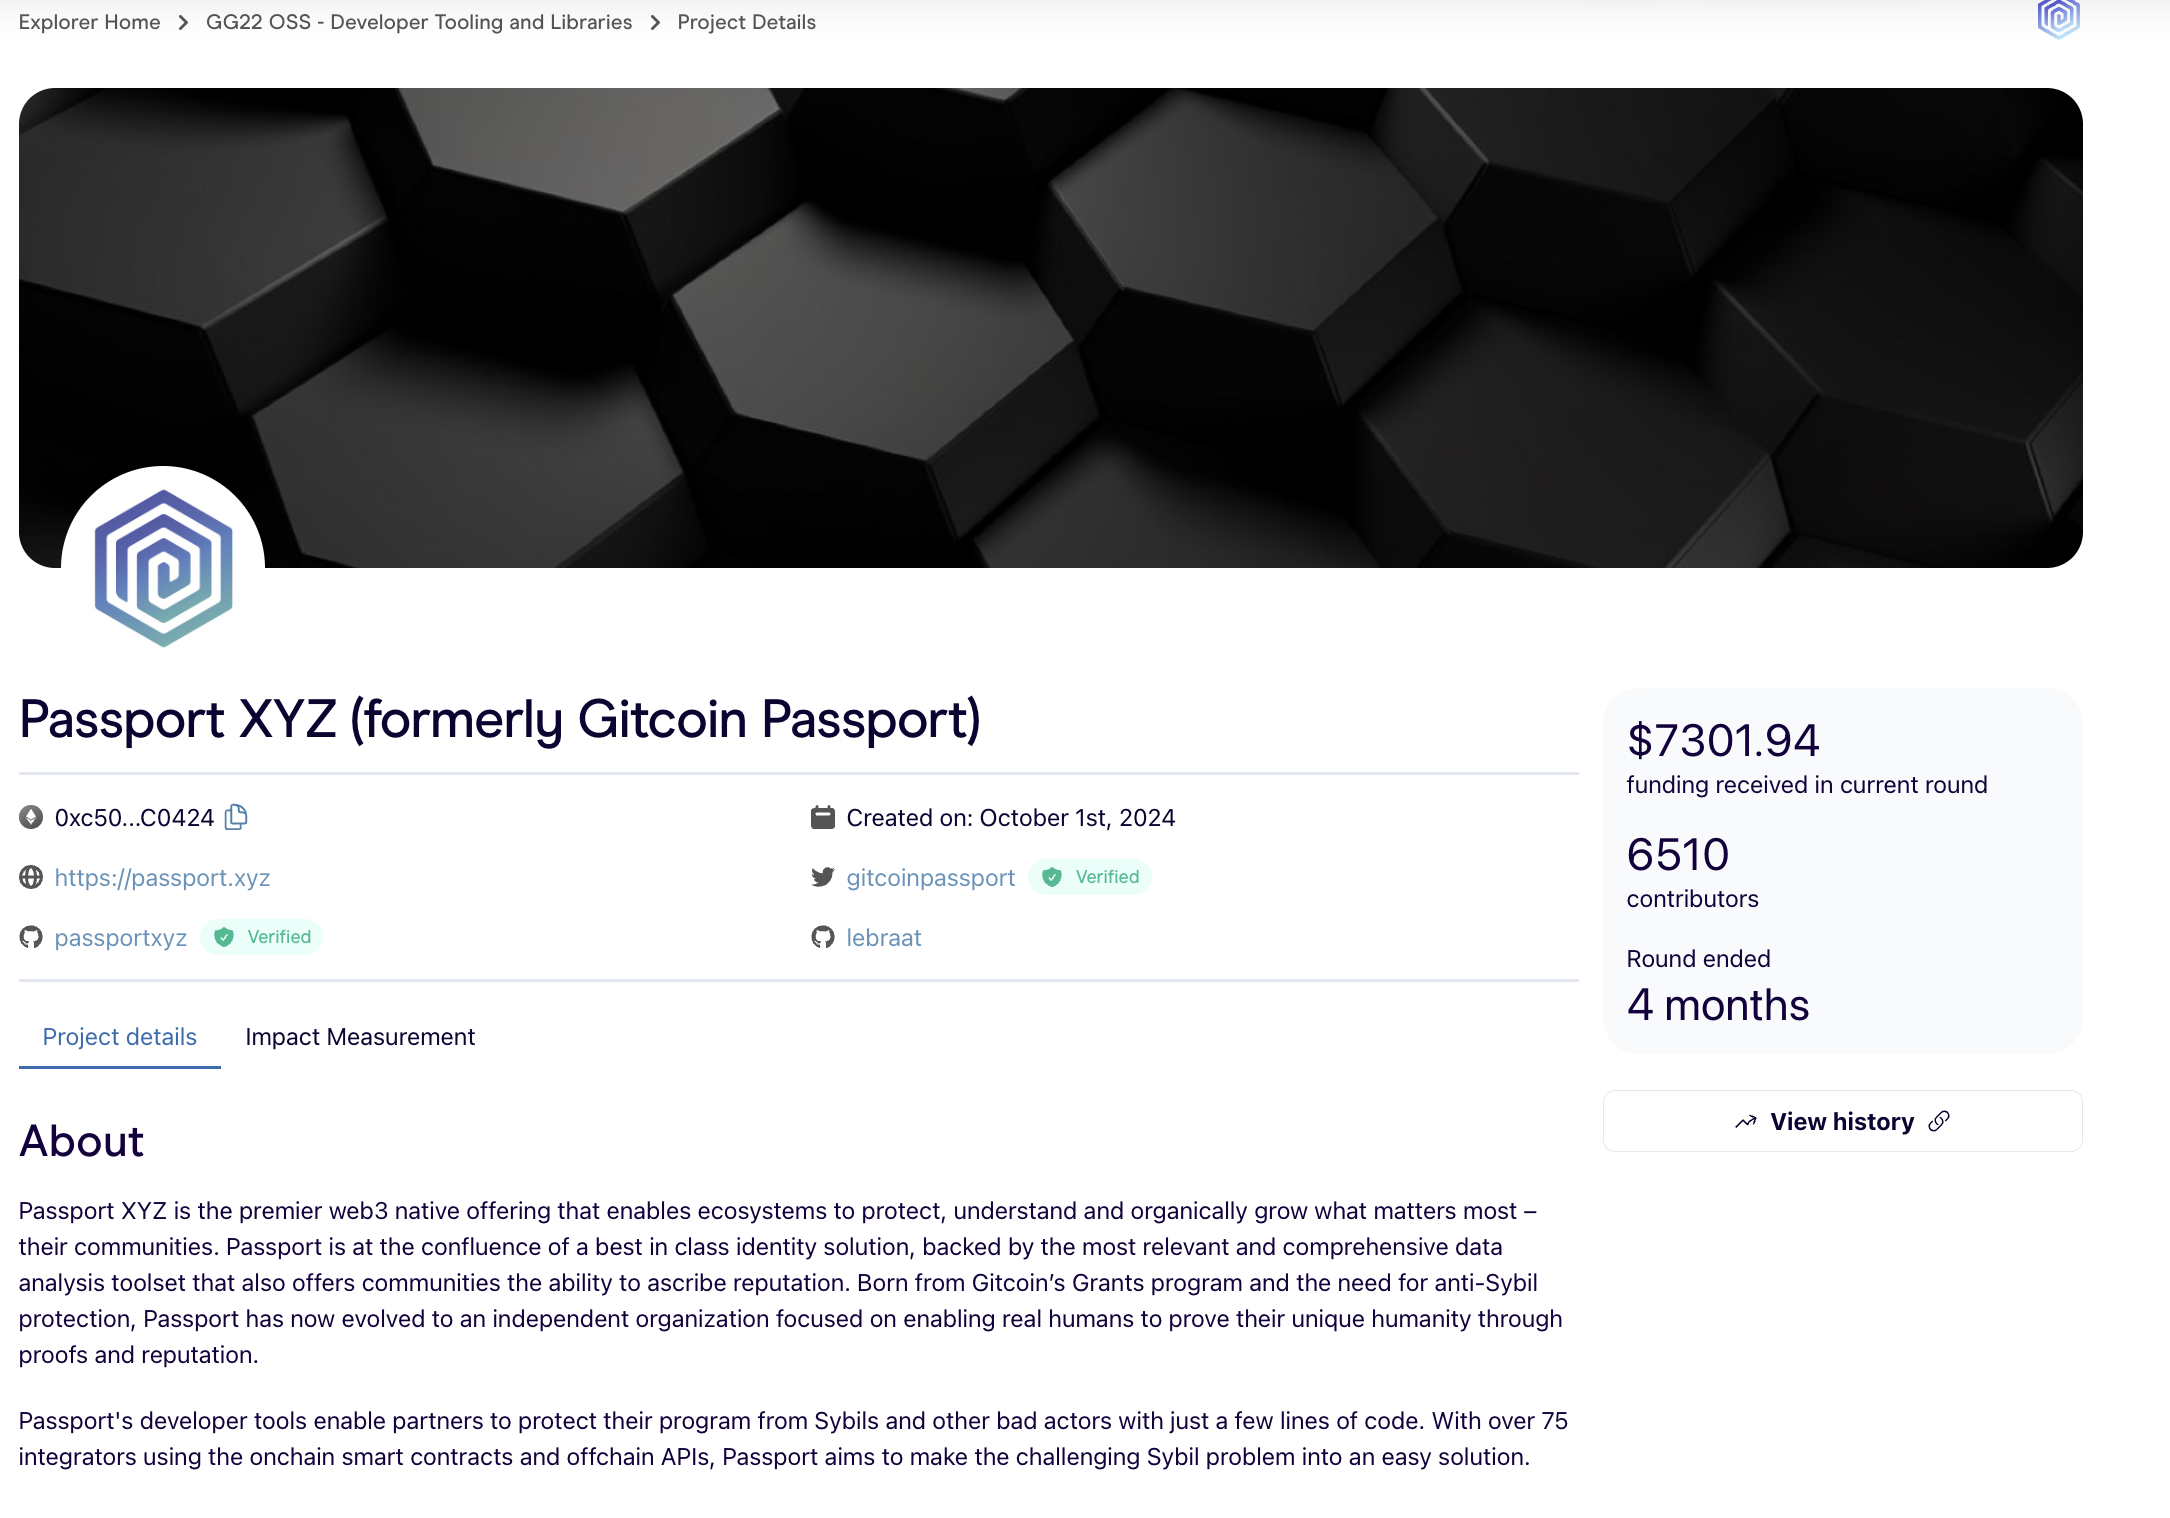 Explorer Home > GG22 OSS - Developer Tooling and Libraries > Project Details
Passport XYZ (formerly Gitcoin Passport)
0xc50...C0424
Created on: October 1st, 2024
https://passport.xyz
gitcoinpassport Verified
passportxyz Verified
lebraat
$7301.94
funding received in current round
6510
contributors
Round ended
4 months
View history
Project details Impact Measurement
About
Passport XYZ is the premier web3 native offering that enables ecosystems to protect, understand and organically grow what matters most –
their communities. Passport is at the confluence of a best in class identity solution, backed by the most relevant and comprehensive data
analysis toolset that also offers communities the ability to ascribe reputation. Born from Gitcoin’s Grants program and the need for anti-Sybil
protection, Passport has now evolved to an independent organization focused on enabling real humans to prove their unique humanity through
proofs and reputation.
Passport's developer tools enable partners to protect their program from Sybils and other bad actors with just a few lines of code. With over 75
integrators using the onchain smart contracts and offchain APIs, Passport aims to make the challenging Sybil problem into an easy solution.